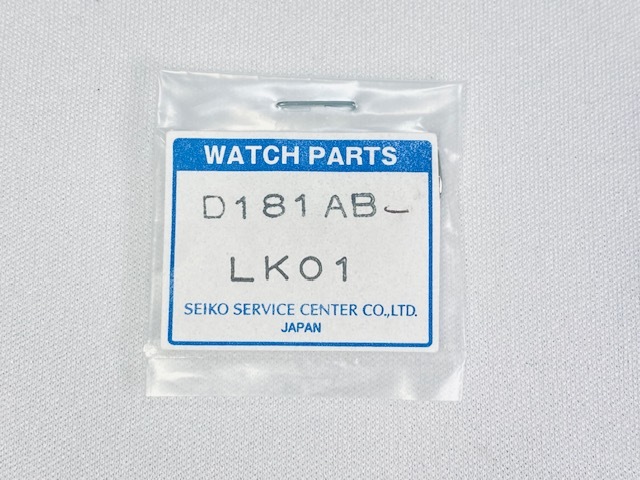 WATCH PARTS
D181AB-
LK01
SEIKO SERVICE CENTER CO.,LTD.
JAPAN